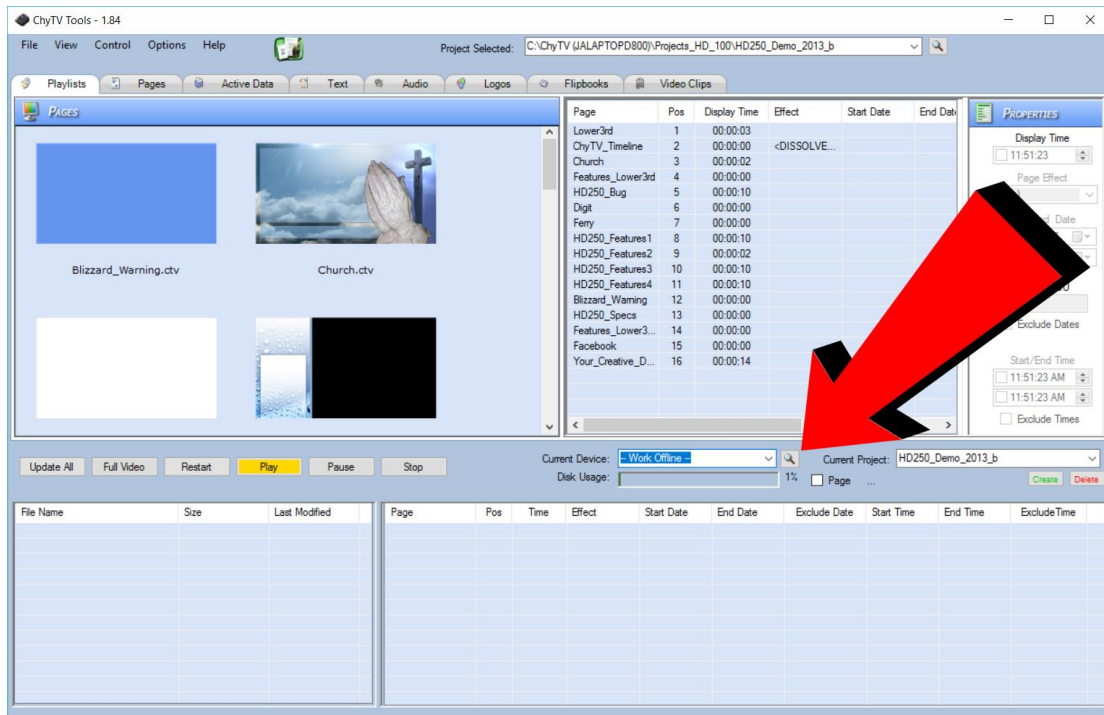 ChyTV Tools - 1.84
File View Control Options Help
Project Selected: C:\ChyTV (JALAPTOPD800)\Projects_HD_100\HD250_Demo_2013_b
Playlists Pages Active Data Text Audio Logos Flipbooks Video Clips
PAGES
Blizzard_Warning.ctv Church.ctv
Page Pos Display Time Effect Start Date End Dat
Lower3rd 1 00:00:03
ChyTV_Timeline 2 00:00:00 <DISSOLVE...
Church 3 00:00:02
Features_Lower3rd 4 00:00:00
HD250_Bug 5 00:00:10
Digit 6 00:00:00
Ferry 7 00:00:00
HD250_Features1 8 00:00:10
HD250_Features2 9 00:00:02
HD250_Features3 10 00:00:10
HD250_Features4 11 00:00:10
Blizzard_Warning 12 00:00:00
HD250_Specs 13 00:00:00
Features_Lower3... 14 00:00:00
Facebook 15 00:00:00
Your_Creative_D... 16 00:00:14
PROPERTIES
Display Time
11:51:23
Page Effect
Date
Exclude Dates
Start/End Time
11:51:23 AM
11:51:23 AM
Exclude Times
Update All Full Video Restart Play Pause Stop
Current Device: -- Work Offline --
Current Project: HD250_Demo_2013_b
Disk Usage: 1% Page ... Create Delete
File Name Size Last Modified
Page Pos Time Effect Start Date End Date Exclude Date Start Time End Time ExcludeTime